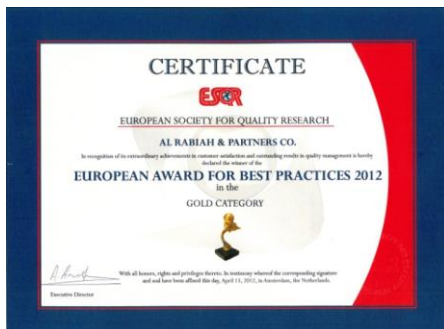 CERTIFICATE
ESQR
EUROPEAN SOCIETY FOR QUALITY RESEARCH
AL RABIAH & PARTNERS CO.
In recognition of its extraordinary achievements in customer satisfaction and outstanding results in quality management is hereby
declared the winner of the
EUROPEAN AWARD FOR BEST PRACTICES 2012
in the
GOLD CATEGORY
With all honors, rights and privileges thereto. In testimony whereof the corresponding signature
and seal have been affixed this day, April 15, 2012, in Amsterdam, the Netherlands.
Executive Director